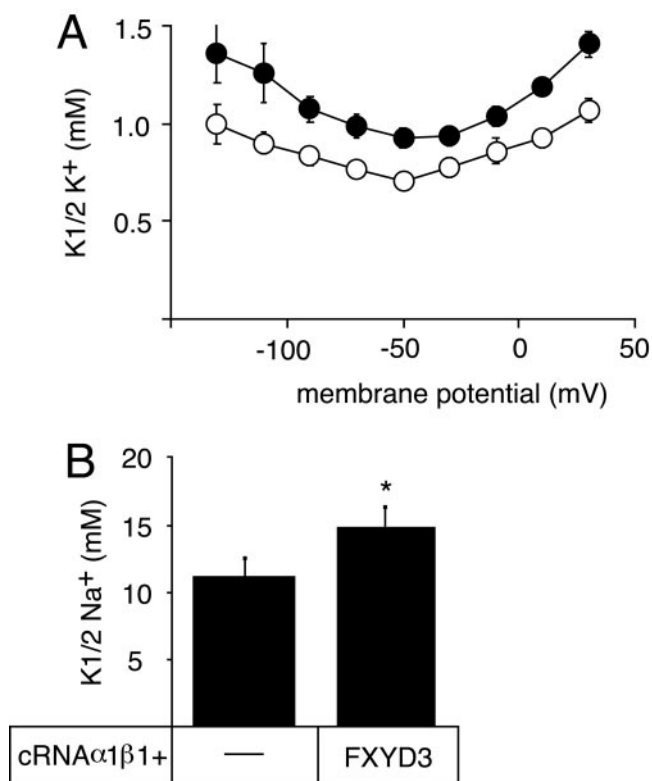 A
K1/2 K+ (mM)
1.5
1.0
0.5
-100
-50
0
50
membrane potential (mV)
B
K1/2 Na+ (mM)
20
15
10
5
*
cRNAα1β1+
—
FXYD3